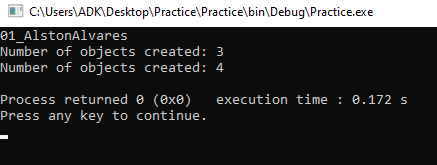 C:\Users\ADK\Desktop\Practice\Practice\bin\Debug\Practice.exe
01_AlstonAlvares
Number of objects created: 3
Number of objects created: 4
Process returned 0 (0x0)   execution time : 0.172 s
Press any key to continue.